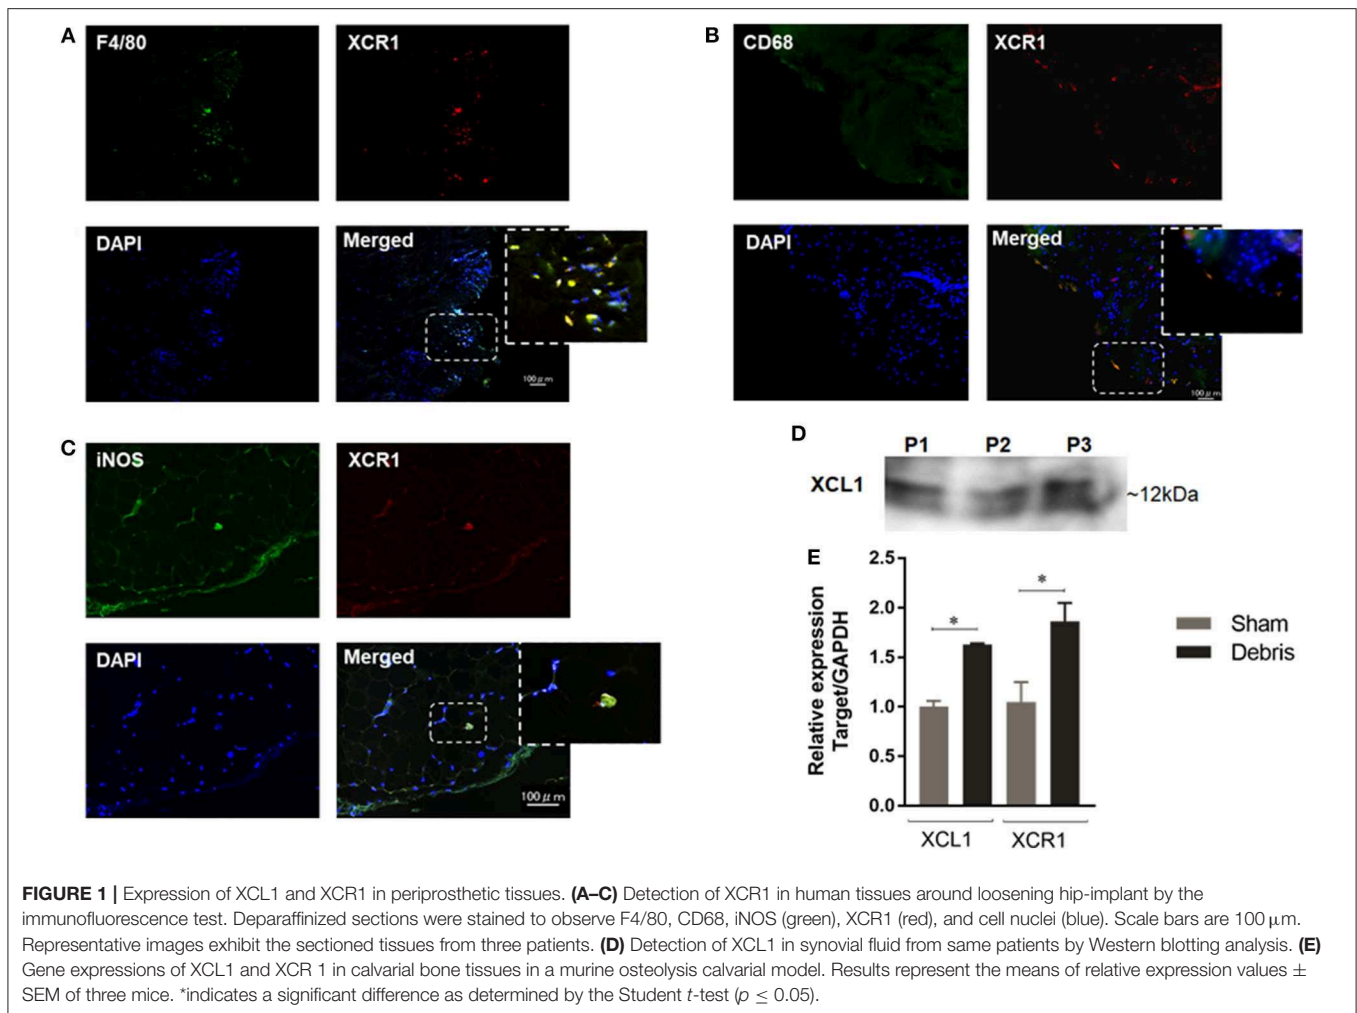 A
F4/80
XCR1
DAPI
Merged
100 μm
B
CD68
XCR1
DAPI
Merged
100 μm
C
iNOS
XCR1
DAPI
Merged
100 μm
D
P1 P2 P3
XCL1
~12kDa
E
Relative expression
Target/GAPDH
2.5
2.0
1.5
1.0
0.5
0.0
*
*
XCL1
XCR1
Sham
Debris
FIGURE 1 | Expression of XCL1 and XCR1 in periprosthetic tissues. (A–C) Detection of XCR1 in human tissues around loosening hip-implant by the
immunofluorescence test. Deparaffinized sections were stained to observe F4/80, CD68, iNOS (green), XCR1 (red), and cell nuclei (blue). Scale bars are 100 μm.
Representative images exhibit the sectioned tissues from three patients. (D) Detection of XCL1 in synovial fluid from same patients by Western blotting analysis. (E)
Gene expressions of XCL1 and XCR 1 in calvarial bone tissues in a murine osteolysis calvarial model. Results represent the means of relative expression values ±
SEM of three mice. *indicates a significant difference as determined by the Student t-test (p ≤ 0.05).